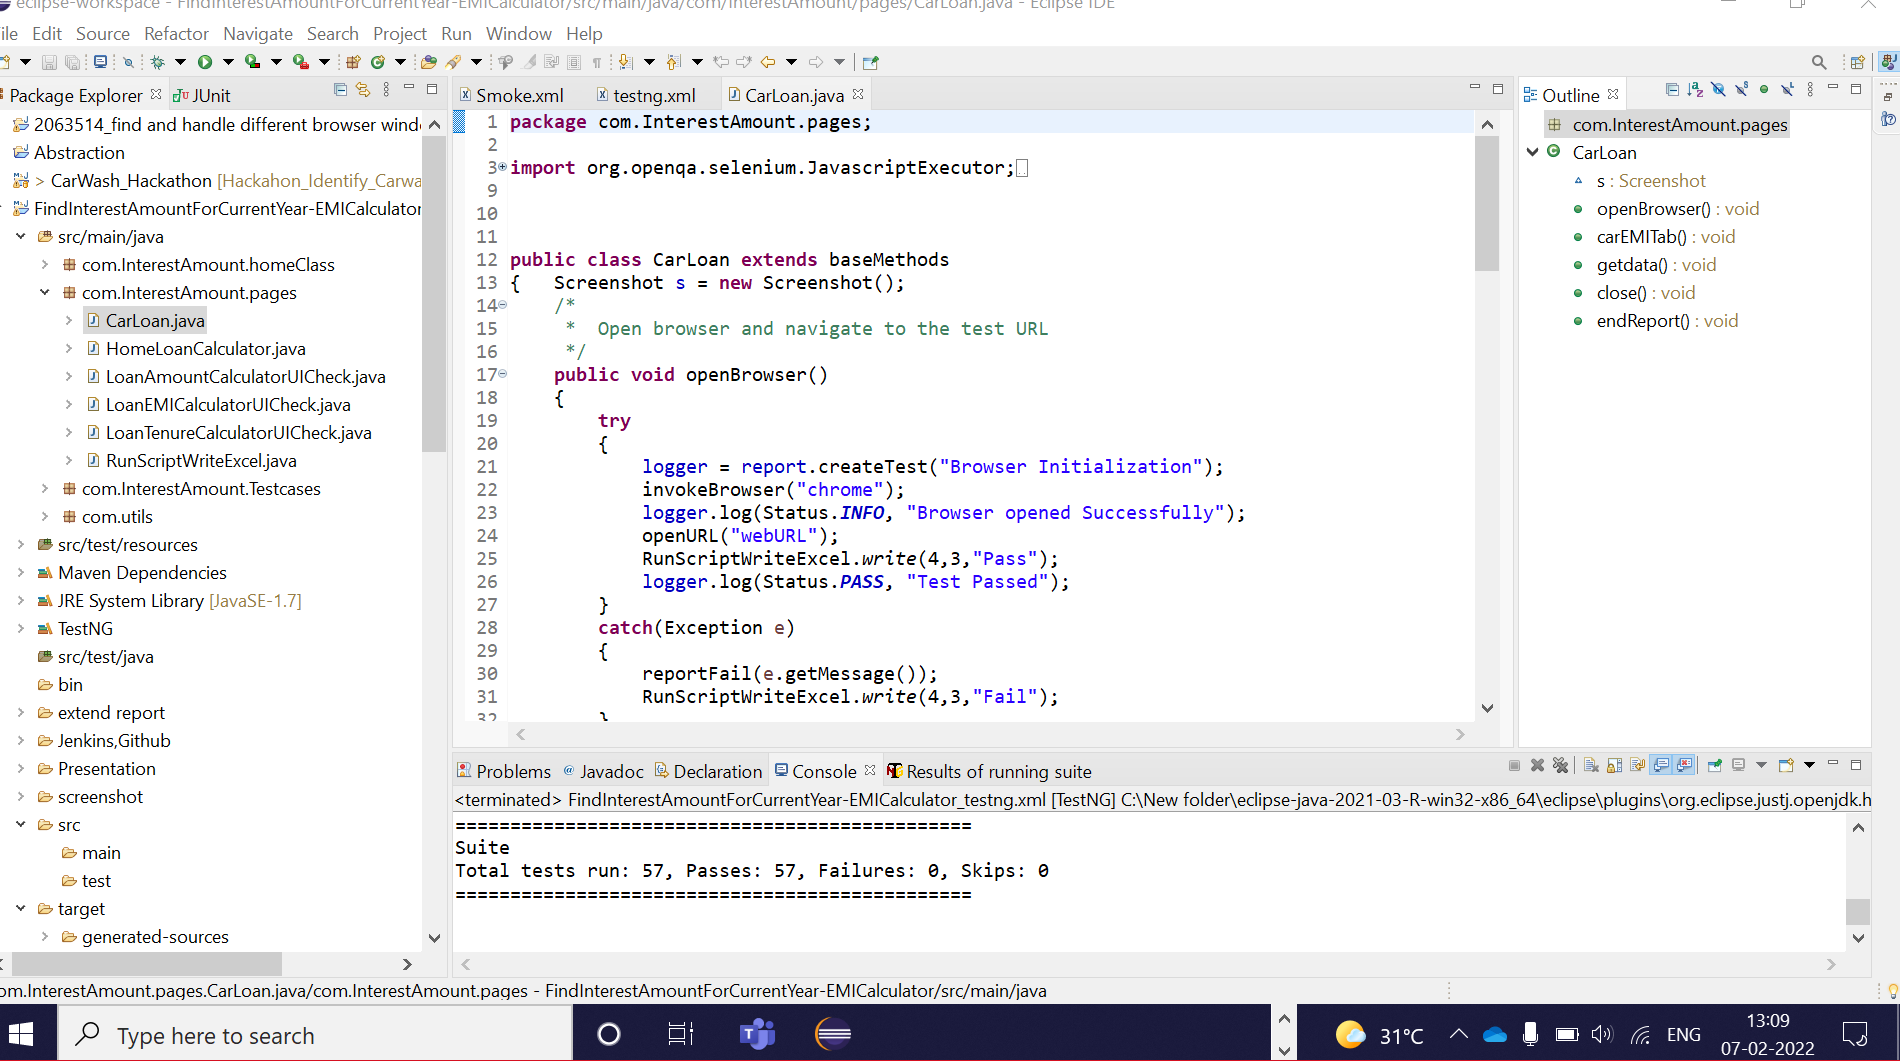 eclipse-workspace - FindInterestAmountForCurrentYear-EMICalculator/src/main/java/com/InterestAmount/pages/CarLoan.java - Eclipse IDE
ile Edit Source Refactor Navigate Search Project Run Window Help
Package Explorer JUnit
2063514_find and handle different browser wind
Abstraction
> CarWash_Hackathon [Hackahon_Identify_Carwa
FindInterestAmountForCurrentYear-EMICalculator
src/main/java
com.InterestAmount.homeClass
com.InterestAmount.pages
CarLoan.java
HomeLoanCalculator.java
LoanAmountCalculatorUICheck.java
LoanEMICalculatorUICheck.java
LoanTenureCalculatorUICheck.java
RunScriptWriteExcel.java
com.InterestAmount.Testcases
com.utils
src/test/resources
Maven Dependencies
JRE System Library [JavaSE-1.7]
TestNG
src/test/java
bin
extend report
Jenkins,Github
Presentation
screenshot
src
main
test
target
generated-sources
Smoke.xml testng.xml CarLoan.java
1 package com.InterestAmount.pages;
2
3 import org.openqa.selenium.JavascriptExecutor;
9
10
11
12 public class CarLoan extends baseMethods
13 { Screenshot s = new Screenshot();
14 /*
15 * Open browser and navigate to the test URL
16 */
17 public void openBrowser()
18 {
19 try
20 {
21 logger = report.createTest("Browser Initialization");
22 invokeBrowser("chrome");
23 logger.log(Status.INFO, "Browser opened Successfully");
24 openURL("webURL");
25 RunScriptWriteExcel.write(4,3,"Pass");
26 logger.log(Status.PASS, "Test Passed");
27 }
28 catch(Exception e)
29 {
30 reportFail(e.getMessage());
31 RunScriptWriteExcel.write(4,3,"Fail");
32 }
Outline
com.InterestAmount.pages
CarLoan
s : Screenshot
openBrowser() : void
carEMITab() : void
getdata() : void
close() : void
endReport() : void
Problems @ Javadoc Declaration Console Results of running suite
<terminated> FindInterestAmountForCurrentYear-EMICalculator_testng.xml [TestNG] C:\New folder\eclipse-java-2021-03-R-win32-x86_64\eclipse\plugins\org.eclipse.justj.openjdk.h
===============================================
Suite
Total tests run: 57, Passes: 57, Failures: 0, Skips: 0
===============================================
om.InterestAmount.pages.CarLoan.java/com.InterestAmount.pages - FindInterestAmountForCurrentYear-EMICalculator/src/main/java
Type here to search
31°C
ENG
13:09
07-02-2022